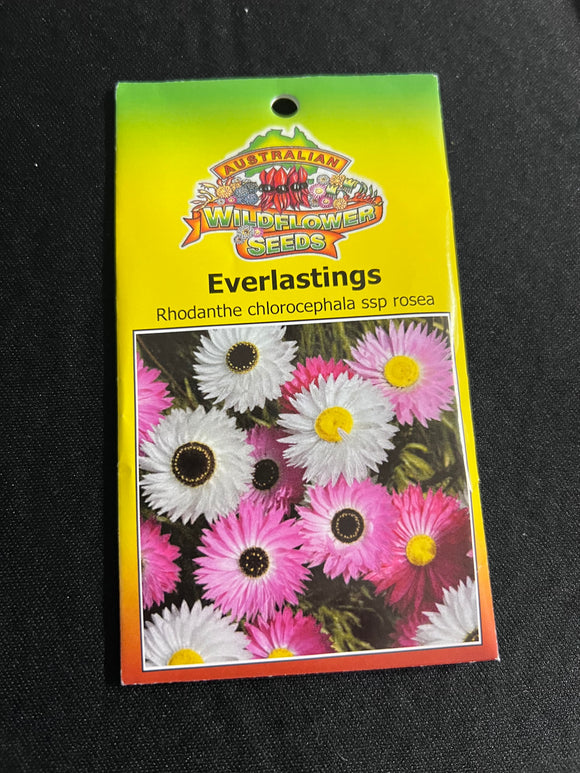 AUSTRALIAN
WILDFLOWER
SEEDS
Everlastings
Rhodanthe chlorocephala ssp rosea